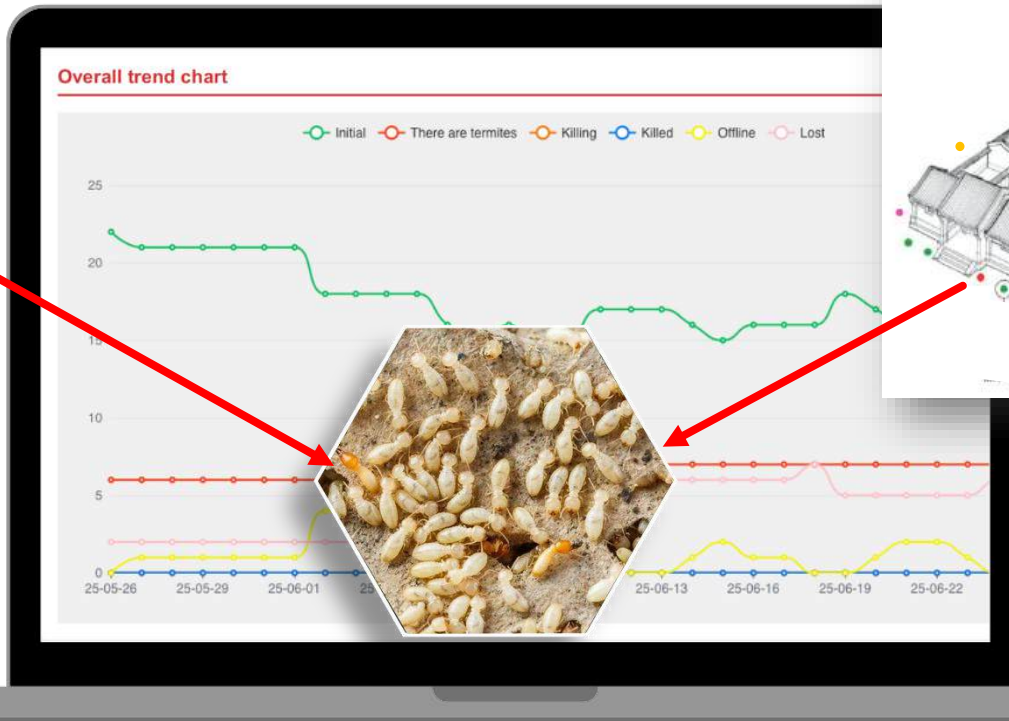 Overall trend chart
Initial There are termites Killing Killed Offline Lost
25
20
15
10
5
0
25-05-26 25-05-29 25-06-01 25 25-06-13 25-06-16 25-06-19 25-06-22